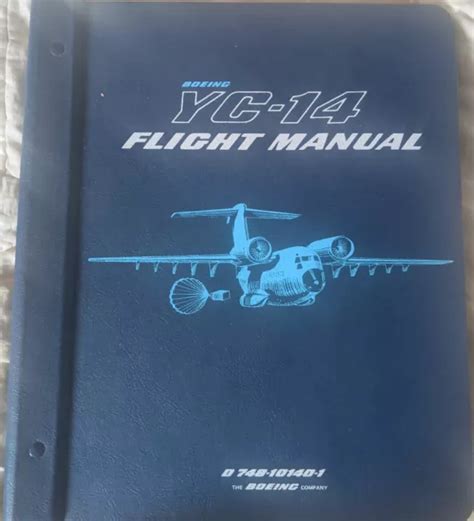 BOEING
YC-14
FLIGHT MANUAL
D 748-10140-1
THE BOEING COMPANY